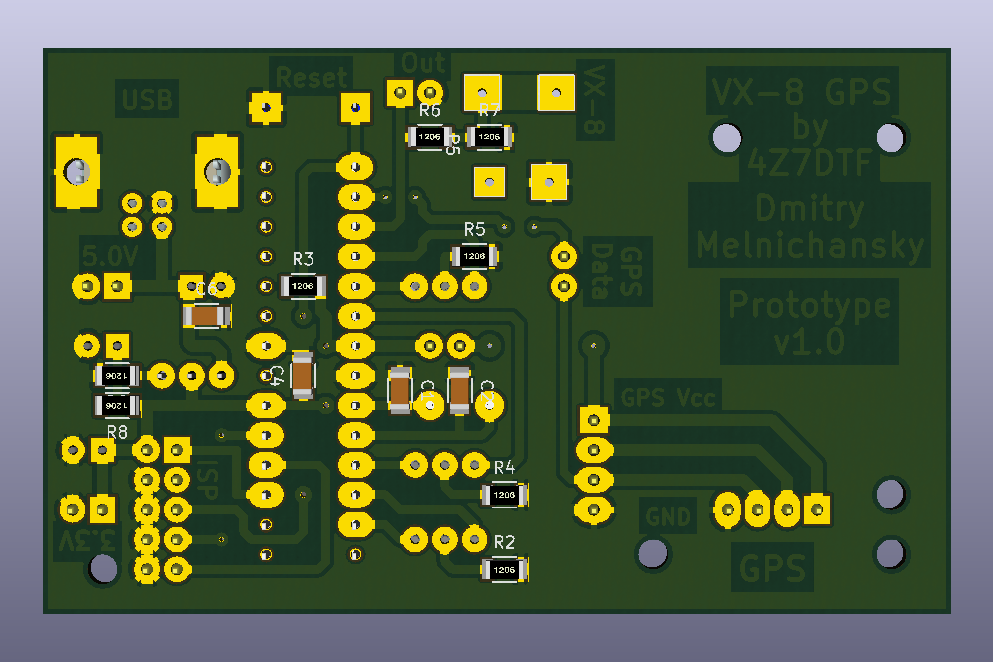 Out
Reset
USB
VX-8
VX-8 GPS
by
4Z7DTF
Dmitry
Melnichansky
R6
R7
1206
1206
R5
R5
1206
5.0V
GPS
Data
R3
1206
C6
Prototype
v1.0
C4
C1
C2
1206
1206
R8
GPS Vcc
ISP
R4
1206
GND
3.3V
R2
1206
GPS